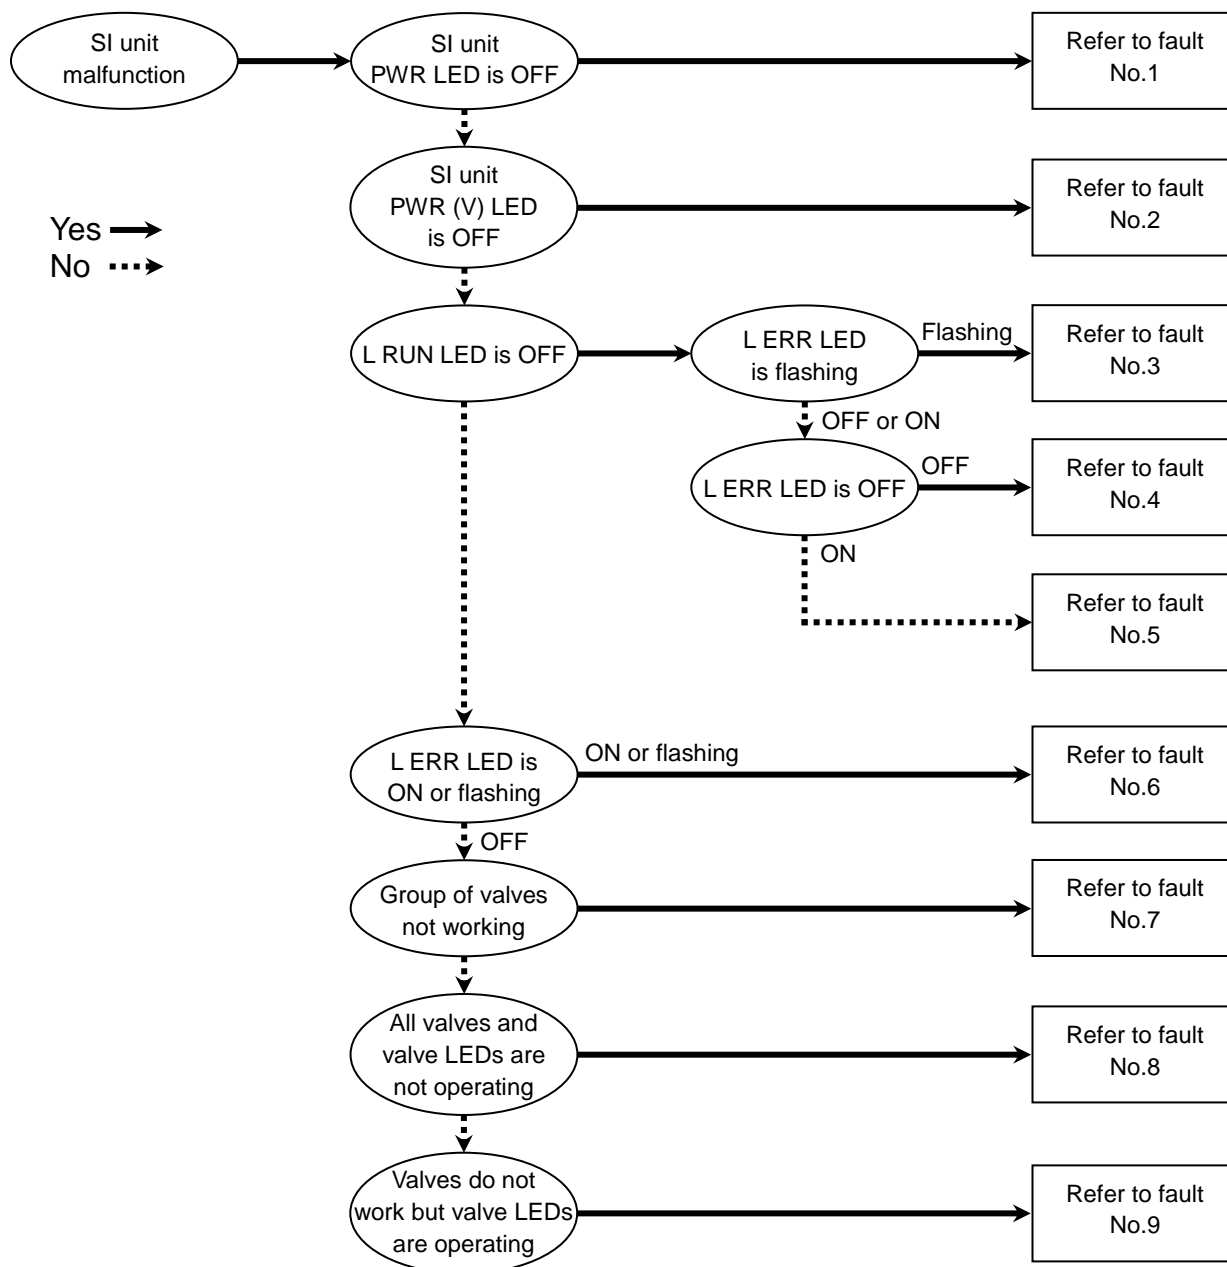 SI unit
malfunction
SI unit
PWR LED is OFF
Refer to fault
No.1
SI unit
PWR (V) LED
is OFF
Refer to fault
No.2
Yes
No
L RUN LED is OFF
L ERR LED
is flashing
Flashing
Refer to fault
No.3
OFF or ON
L ERR LED is OFF
OFF
Refer to fault
No.4
ON
Refer to fault
No.5
L ERR LED is
ON or flashing
ON or flashing
Refer to fault
No.6
OFF
Group of valves
not working
Refer to fault
No.7
All valves and
valve LEDs are
not operating
Refer to fault
No.8
Valves do not
work but valve LEDs
are operating
Refer to fault
No.9